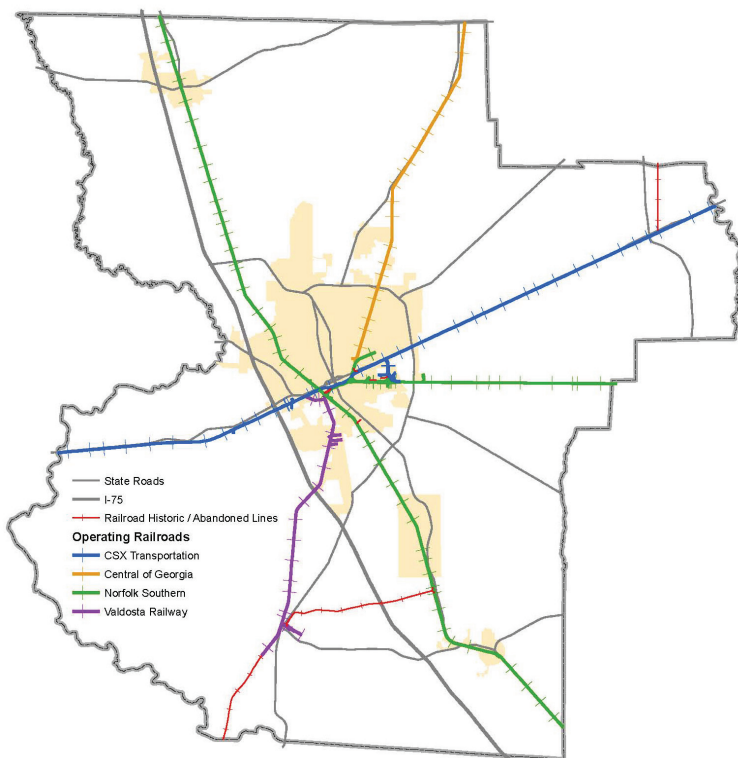 State Roads
I-75
Railroad Historic / Abandoned Lines
Operating Railroads
CSX Transportation
Central of Georgia
Norfolk Southern
Valdosta Railway